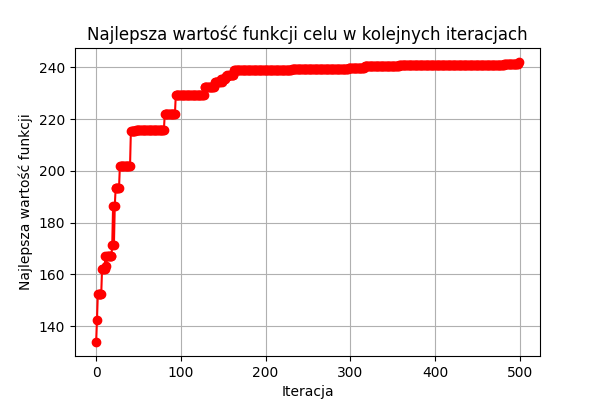 Najlepsza wartość funkcji celu w kolejnych iteracjach
Najlepsza wartość funkcji
240
220
200
180
160
140
0 100 200 300 400 500
Iteracja